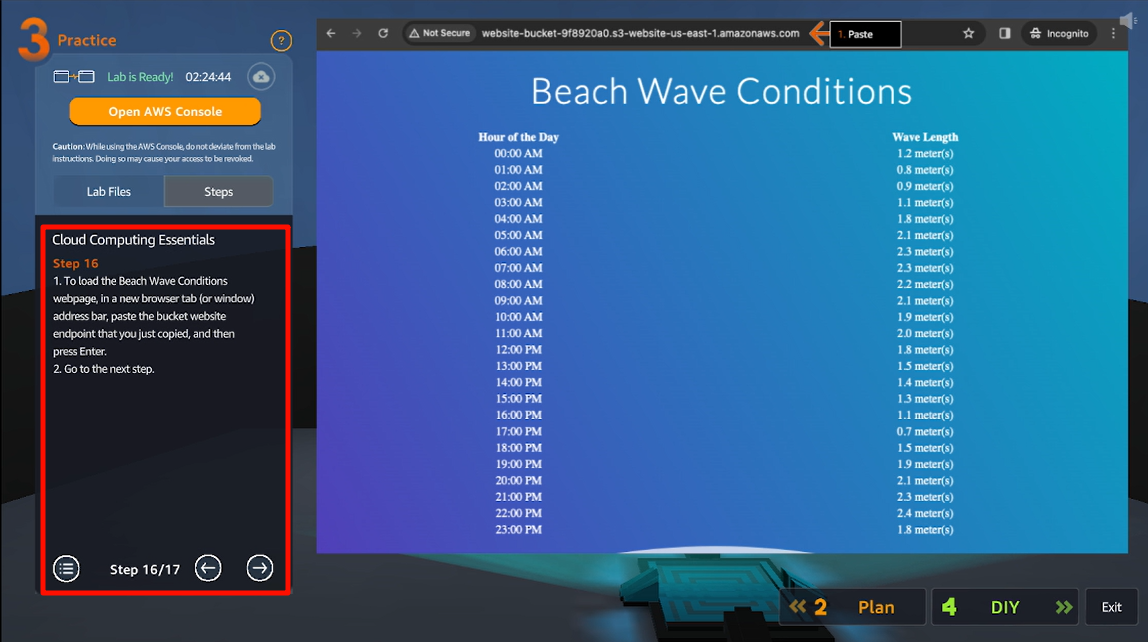 3 Practice
?
Lab is Ready! 02:24:44
Open AWS Console
Caution: While using the AWS Console, do not deviate from the lab
instructions. Doing so may cause your access to be revoked.
Lab Files Steps
Cloud Computing Essentials
Step 16
1. To load the Beach Wave Conditions
webpage, in a new browser tab (or window)
address bar, paste the bucket website
endpoint that you just copied, and then
press Enter.
2. Go to the next step.
Step 16/17
Not Secure website-bucket-9f8920a0.s3-website-us-east-1.amazonaws.com 1. Paste Incognito
Beach Wave Conditions
Hour of the Day Wave Length
00:00 AM 1.2 meter(s)
01:00 AM 0.8 meter(s)
02:00 AM 0.9 meter(s)
03:00 AM 1.1 meter(s)
04:00 AM 1.8 meter(s)
05:00 AM 2.1 meter(s)
06:00 AM 2.3 meter(s)
07:00 AM 2.3 meter(s)
08:00 AM 2.2 meter(s)
09:00 AM 2.1 meter(s)
10:00 AM 1.9 meter(s)
11:00 AM 2.0 meter(s)
12:00 PM 1.8 meter(s)
13:00 PM 1.5 meter(s)
14:00 PM 1.4 meter(s)
15:00 PM 1.3 meter(s)
16:00 PM 1.1 meter(s)
17:00 PM 0.7 meter(s)
18:00 PM 1.5 meter(s)
19:00 PM 1.9 meter(s)
20:00 PM 2.1 meter(s)
21:00 PM 2.3 meter(s)
22:00 PM 2.4 meter(s)
23:00 PM 1.8 meter(s)
2 Plan
4 DIY
Exit